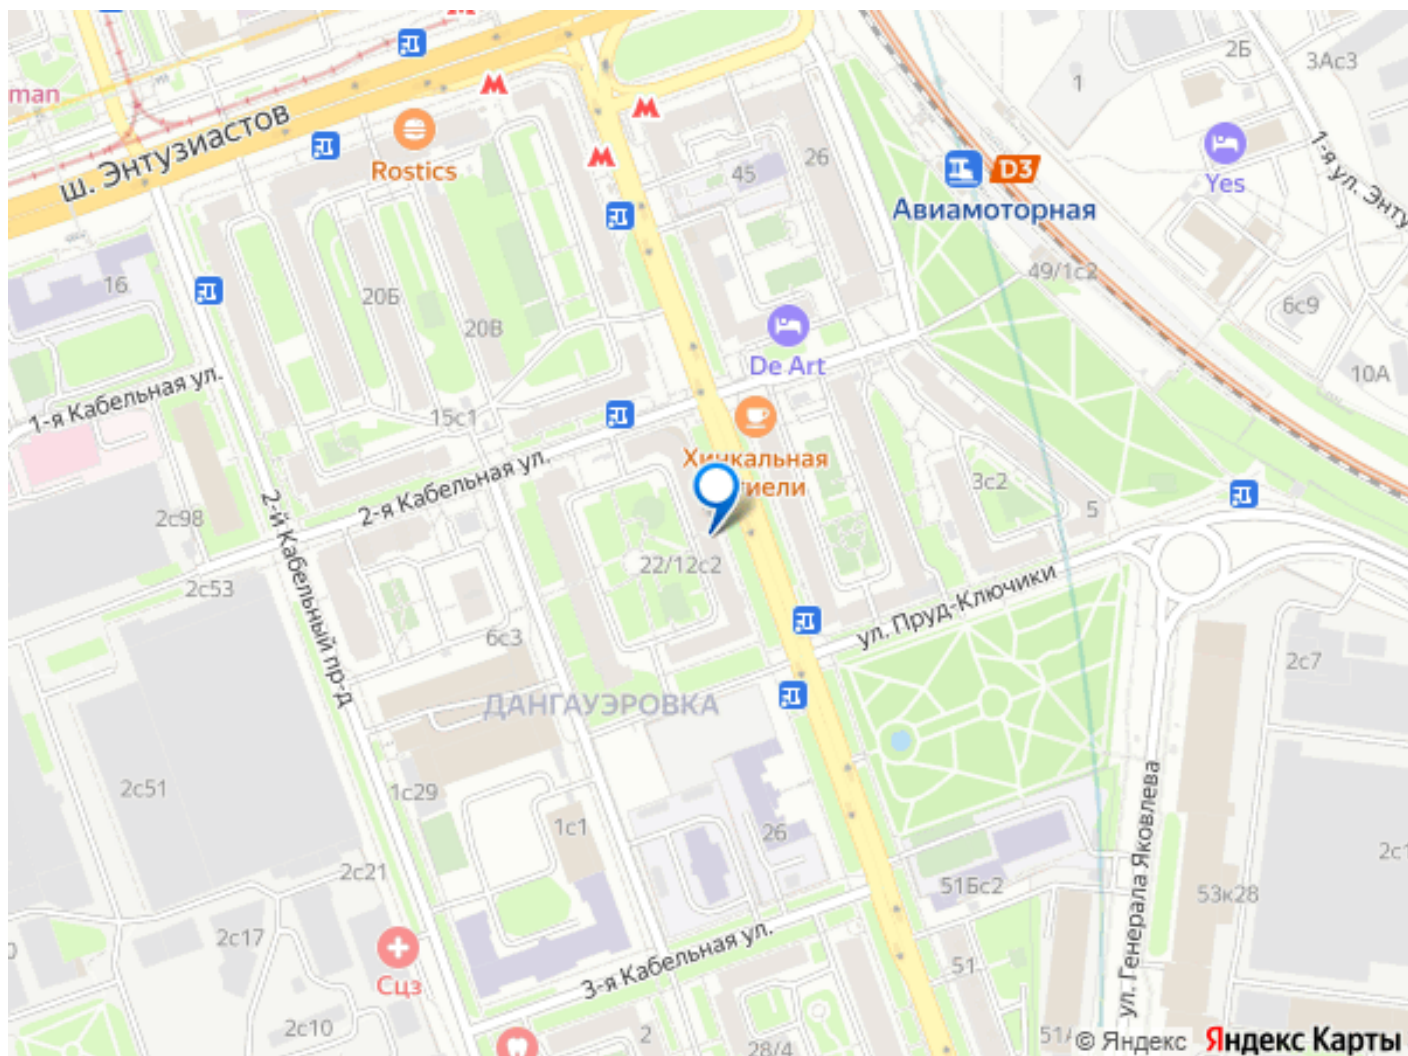 man
ш. Энтузиастов
Rostics
45
26
Авиамоторная
D3
Yes
1
2Б
3Ас3
1-я ул. Энту
16
20Б
20В
49/1с2
6с9
De Art
10А
1-я Кабельная ул.
15с1
Хинкальная
иели
2-я Кабельная ул.
2с98
3с2
5
2-й Кабельный пр-д
22/12с2
2с53
ул. Пруд-Ключики
6с3
2с7
ДАНГАУЭРОВКА
2с51
1с29
1с1
26
ул. Генерала Яковлева
2с1
2с21
51Бс2
53к28
2с17
3-я Кабельная ул.
51
Сцз
2с10
2
28/4
51/
© Яндекс
Яндекс Карты